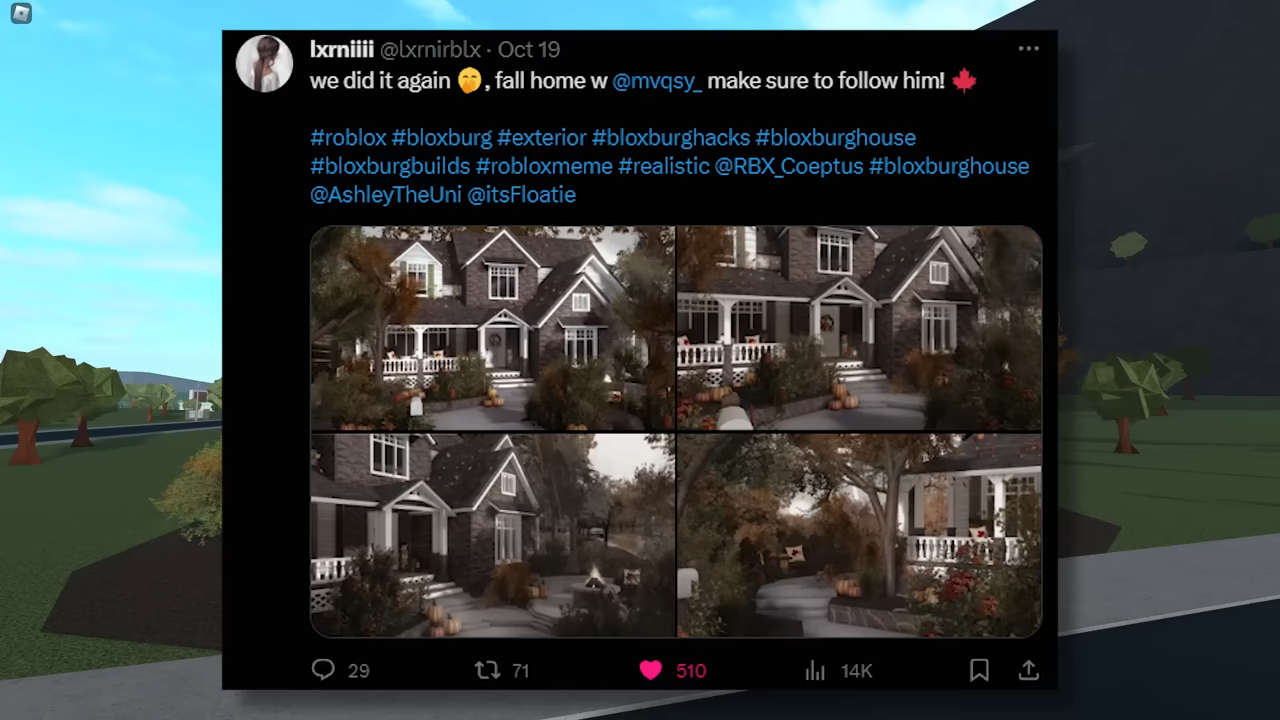 lxrniiii @lxrnirblx · Oct 19
we did it again 🤭, fall home w @mvqsy_ make sure to follow him! 🍁
#roblox #bloxburg #exterior #bloxburghacks #bloxburghouse
#bloxburgbuilds #robloxmeme #realistic @RBX_Coeptus #bloxburghouse
@AshleyTheUni @itsFloatie
29 71 510 14K